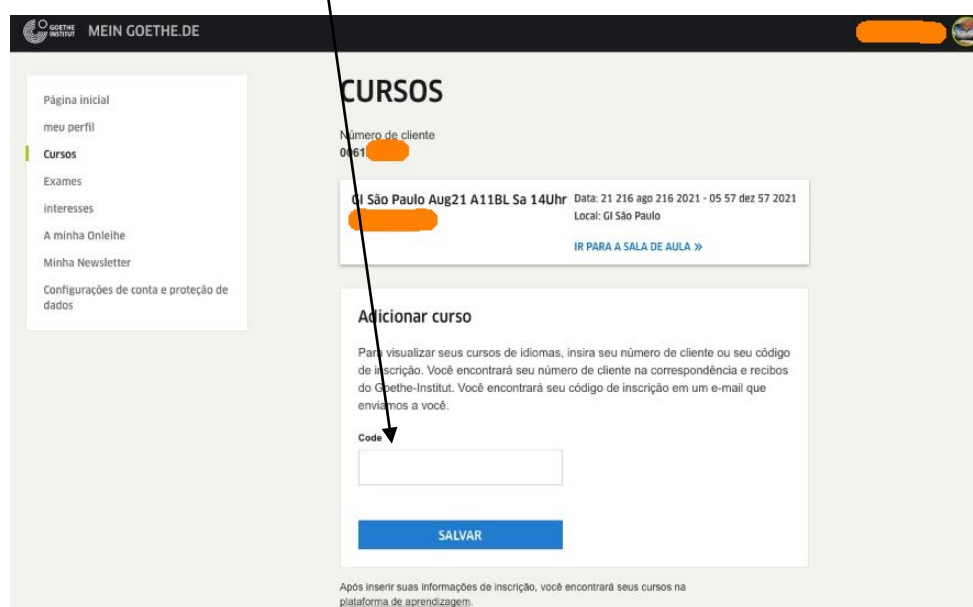 GOETHE INSTITUT
MEIN GOETHE.DE
Página inicial
meu perfil
Cursos
Exames
interesses
A minha Onleihe
Minha Newsletter
Configurações de conta e proteção de
dados
CURSOS
Número de cliente
0061
GI São Paulo Aug21 A11BL Sa 14Uhr
Data: 21 216 ago 216 2021 - 05 57 dez 57 2021
Local: GI São Paulo
IR PARA A SALA DE AULA »
Adicionar curso
Para visualizar seus cursos de idiomas, insira seu número de cliente ou seu código
de inscrição. Você encontrará seu número de cliente na correspondência e recibos
do Goethe-Institut. Você encontrará seu código de inscrição em um e-mail que
enviamos a você.
Code
SALVAR
Após inserir suas informações de inscrição, você encontrará seus cursos na
plataforma de aprendizagem.